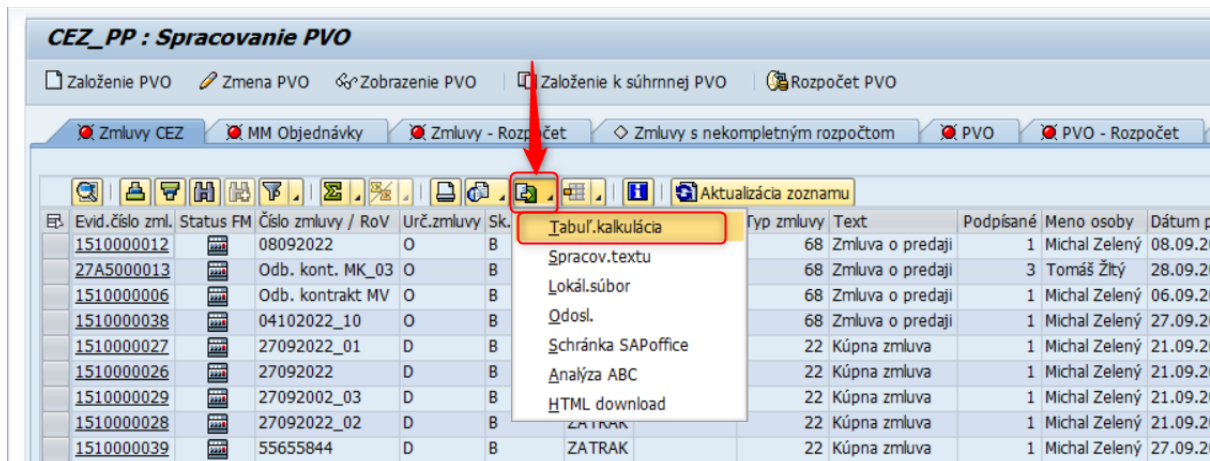 CEZ_PP : Spracovanie PVO
Založenie PVO Zmena PVO Zobrazenie PVO Založenie k súhrnnej PVO Rozpočet PVO
Zmluvy CEZ MM Objednávky Zmluvy - Rozpočet Zmluvy s nekompletným rozpočtom PVO PVO - Rozpočet
Aktualizácia zoznamu
Evid.číslo zml. Status FM Číslo zmluvy / RoV Urč.zmluvy Sk. Typ zmluvy Text Podpísané Meno osoby Dátum
Tabuľ.kalkulácia
Spracov.textu
Lokál.súbor
Odosl.
Schránka SAPoffice
Analýza ABC
HTML download
1510000012 08092022 O B 68 Zmluva o predaji 1 Michal Zelený 08.09.2
27A5000013 Odb. kont. MK_03 O B 68 Zmluva o predaji 3 Tomáš Žltý 28.09.2
1510000006 Odb. kontrakt MV O B 68 Zmluva o predaji 1 Michal Zelený 06.09.2
1510000038 04102022_10 O B 68 Zmluva o predaji 1 Michal Zelený 27.09.2
1510000027 27092022_01 D B 22 Kúpna zmluva 1 Michal Zelený 21.09.2
1510000026 27092022 D B 22 Kúpna zmluva 1 Michal Zelený 21.09.2
1510000029 27092002_03 D B 22 Kúpna zmluva 1 Michal Zelený 21.09.2
1510000028 27092022_02 D B ZATRAK 22 Kúpna zmluva 1 Michal Zelený 21.09.2
1510000039 55655844 D B ZATRAK 22 Kúpna zmluva 1 Michal Zelený 27.09.2